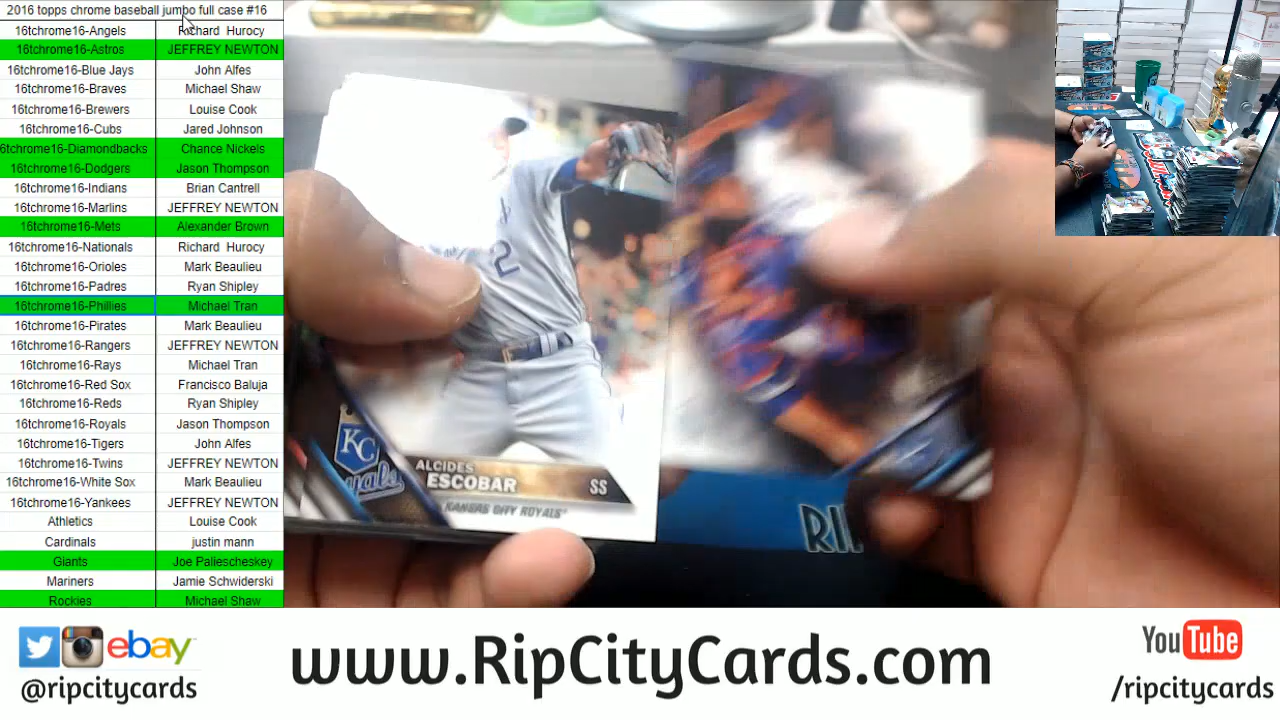 2016 topps chrome baseball jumbo full case #16
16tchrome16-Angels Richard Hurocy
16tchrome16-Astros JEFFREY NEWTON
16tchrome16-Blue Jays John Alfes
16tchrome16-Braves Michael Shaw
16tchrome16-Brewers Louise Cook
16tchrome16-Cubs Jared Johnson
6tchrome16-Diamondbacks Chance Nickels
16tchrome16-Dodgers Jason Thompson
16tchrome16-Indians Brian Cantrell
16tchrome16-Marlins JEFFREY NEWTON
16tchrome16-Mets Alexander Brown
16tchrome16-Nationals Richard Hurocy
16tchrome16-Orioles Mark Beaulieu
16tchrome16-Padres Ryan Shipley
16tchrome16-Phillies Michael Tran
16tchrome16-Pirates Mark Beaulieu
16tchrome16-Rangers JEFFREY NEWTON
16tchrome16-Rays Michael Tran
16tchrome16-Red Sox Francisco Baluja
16tchrome16-Reds Ryan Shipley
16tchrome16-Royals Jason Thompson
16tchrome16-Tigers John Alfes
16tchrome16-Twins JEFFREY NEWTON
16tchrome16-White Sox Mark Beaulieu
16tchrome16-Yankees JEFFREY NEWTON
Athletics Louise Cook
Cardinals justin mann
Giants Joe Paliescheskey
Mariners Jamie Schwiderski
Rockies Michael Shaw
2
KC
Royals
ALCIDES
ESCOBAR SS
KANSAS CITY ROYALS
RI
ebay
@ripcitycards
www.RipCityCards.com
YouTube
/ripcitycards